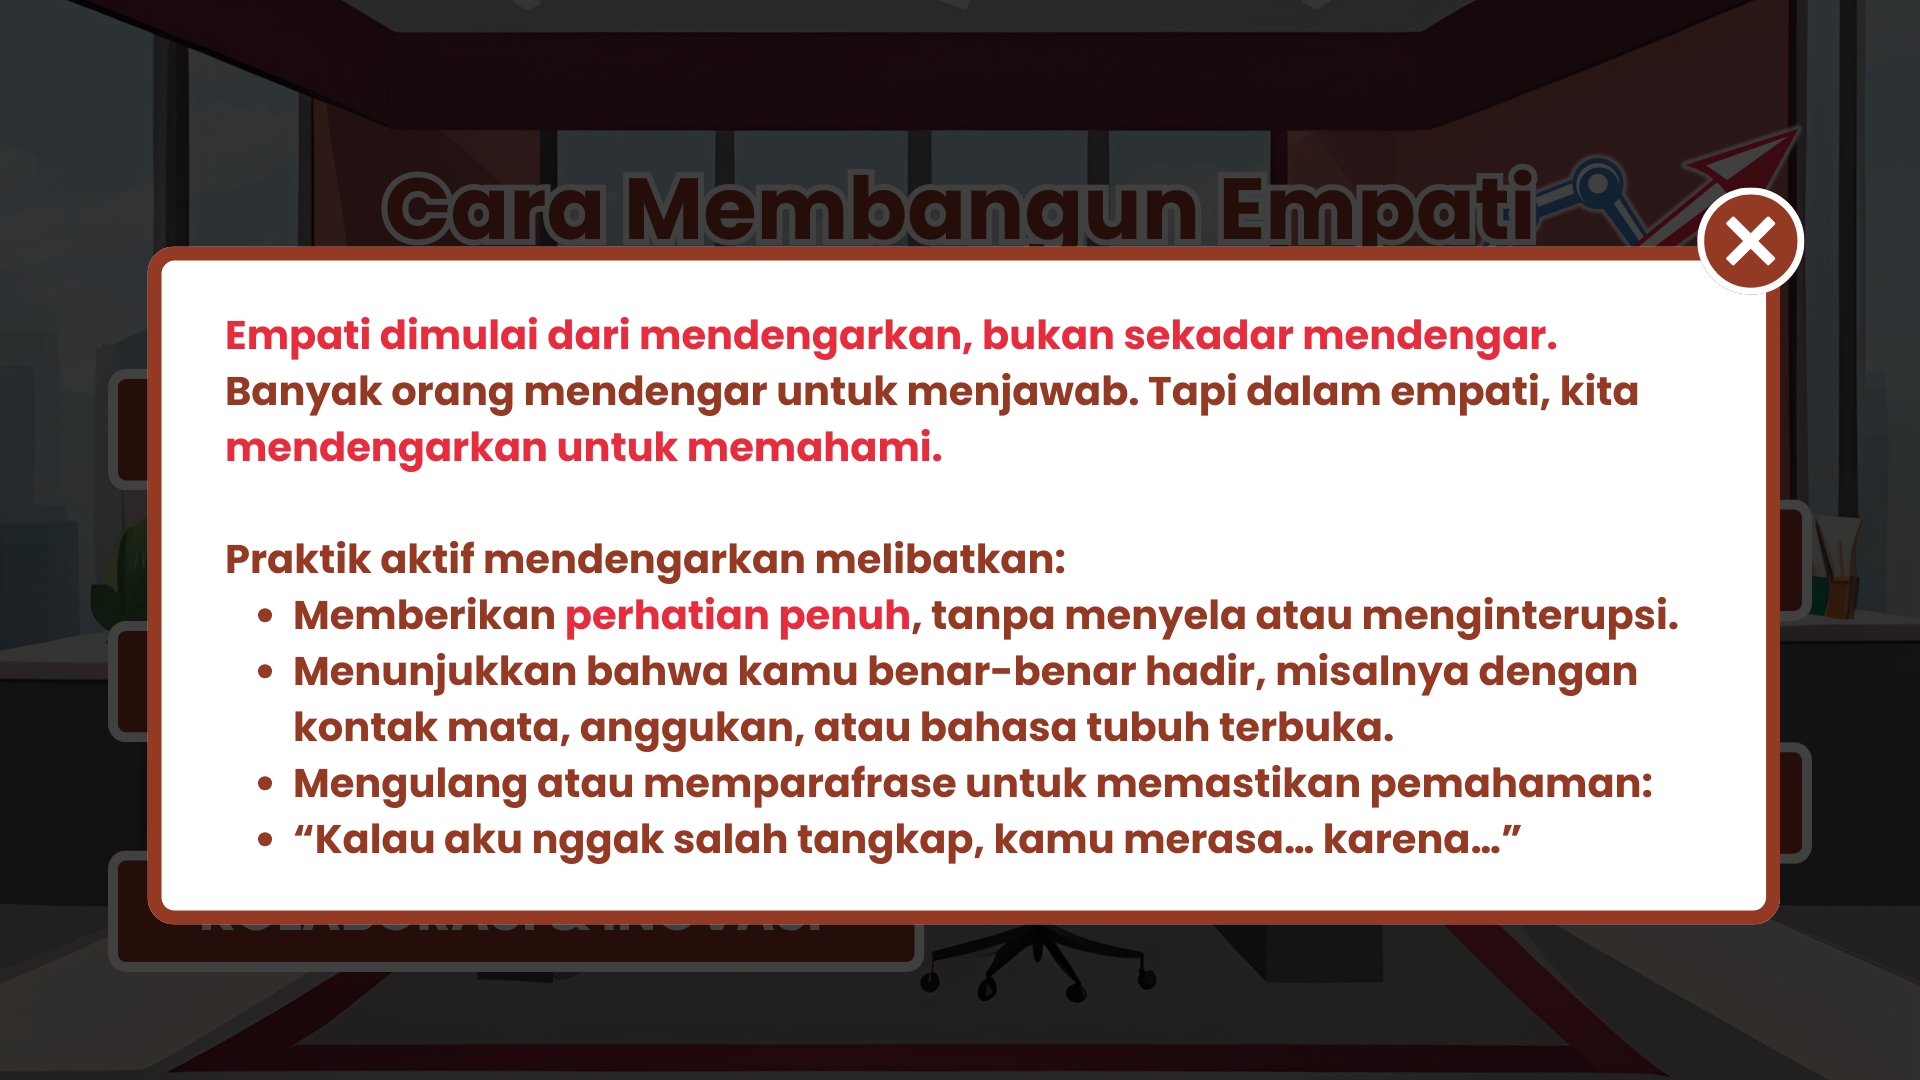 Cara Membangun Empati
Empati dimulai dari mendengarkan, bukan sekadar mendengar.
Banyak orang mendengar untuk menjawab. Tapi dalam empati, kita
mendengarkan untuk memahami.
Praktik aktif mendengarkan melibatkan:
• Memberikan perhatian penuh, tanpa menyela atau menginterupsi.
• Menunjukkan bahwa kamu benar-benar hadir, misalnya dengan
kontak mata, anggukan, atau bahasa tubuh terbuka.
• Mengulang atau memparafrase untuk memastikan pemahaman:
• “Kalau aku nggak salah tangkap, kamu merasa... karena...”
KOLABORASI & INOVASI